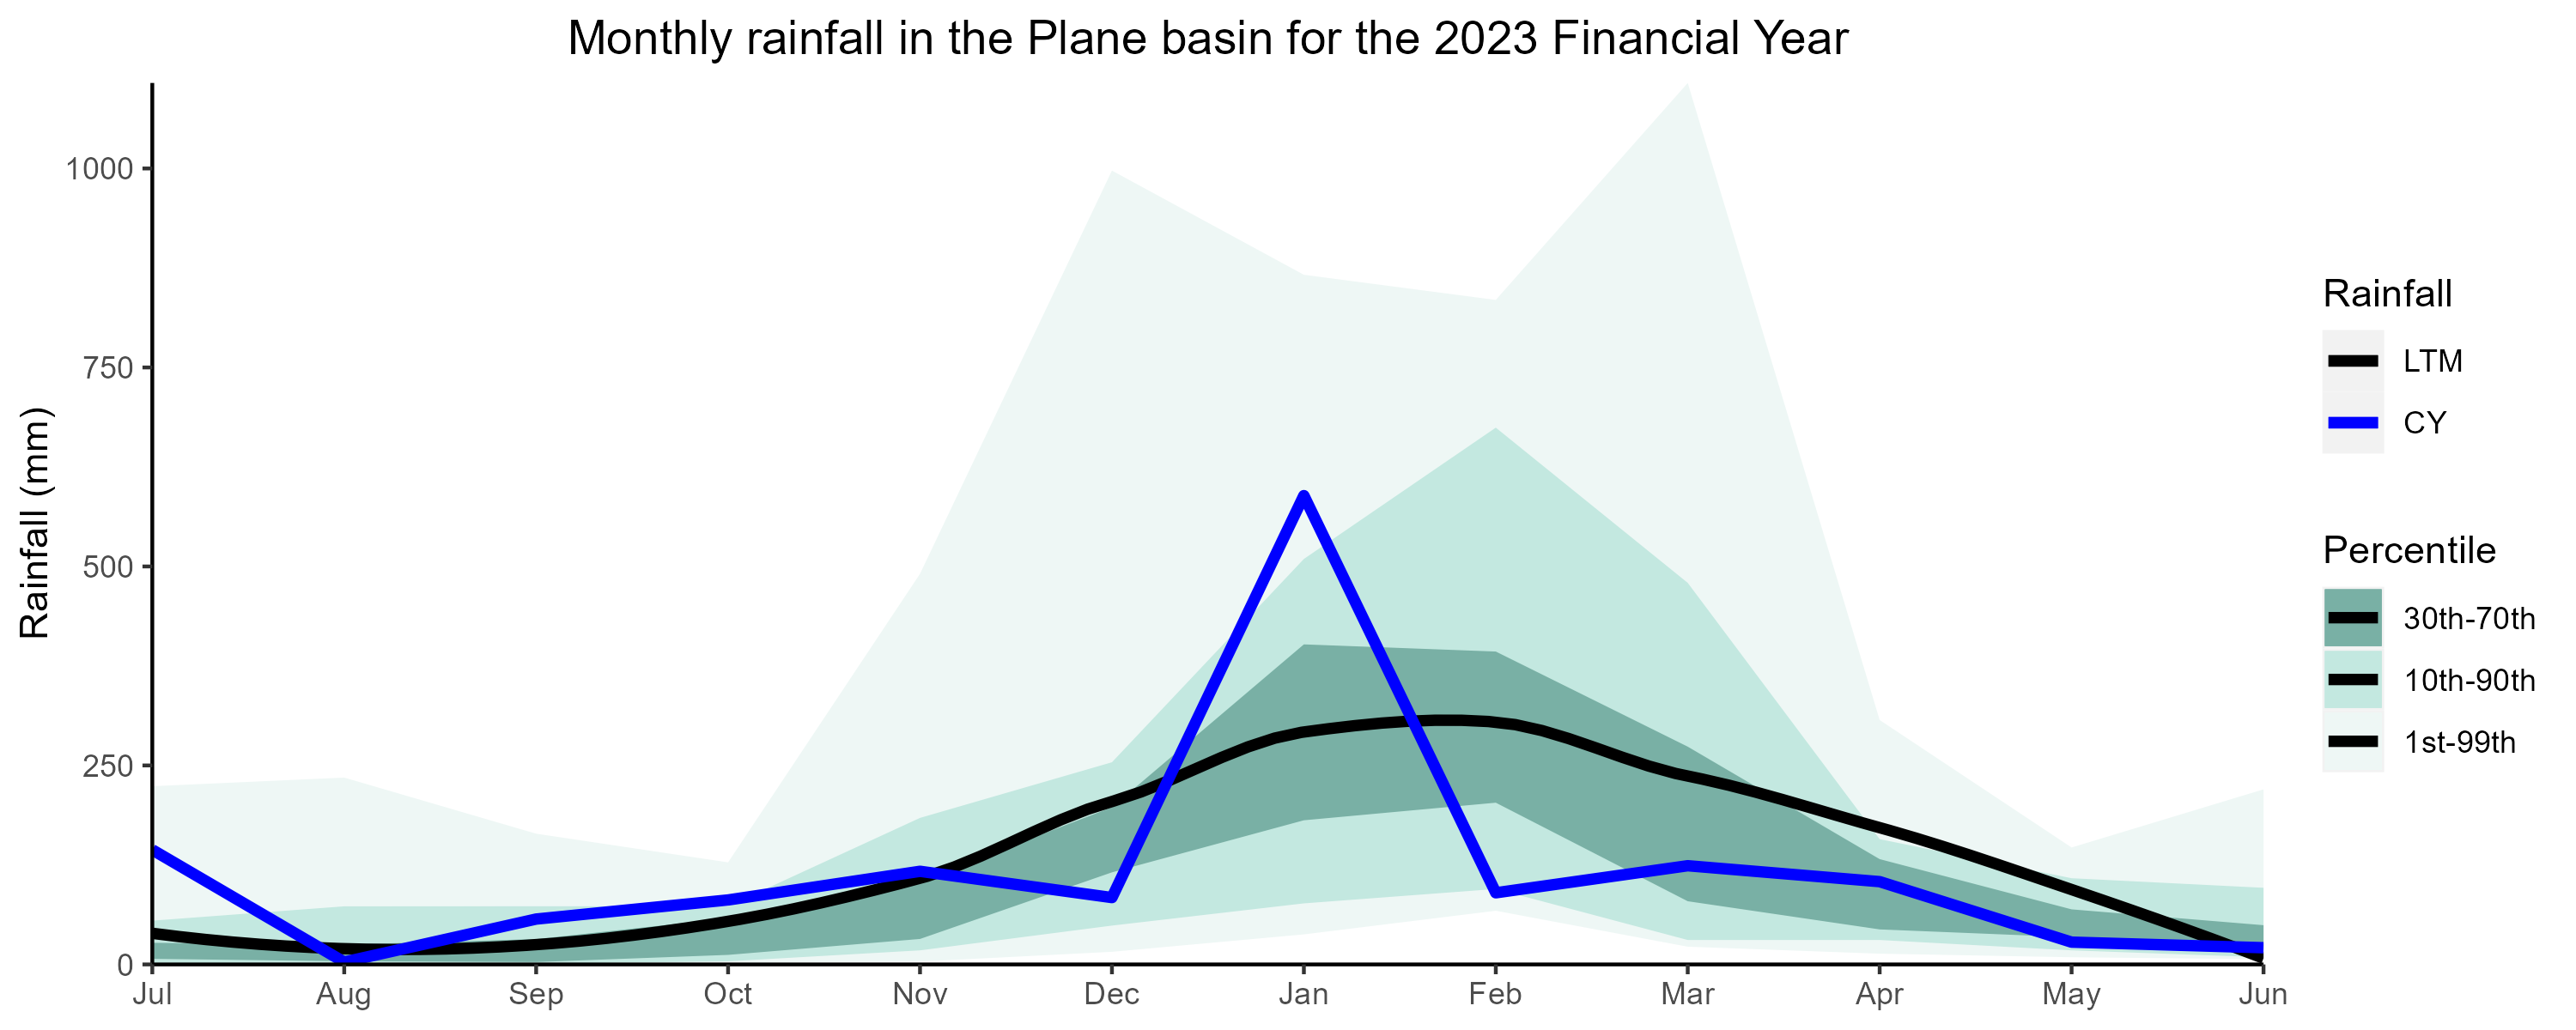 Monthly rainfall in the Plane basin for the 2023 Financial Year
Rainfall (mm)
1000
750
500
250
0
Jul Aug Sep Oct Nov Dec Jan Feb Mar Apr May Jun
Rainfall
LTM
CY
Percentile
30th-70th
10th-90th
1st-99th